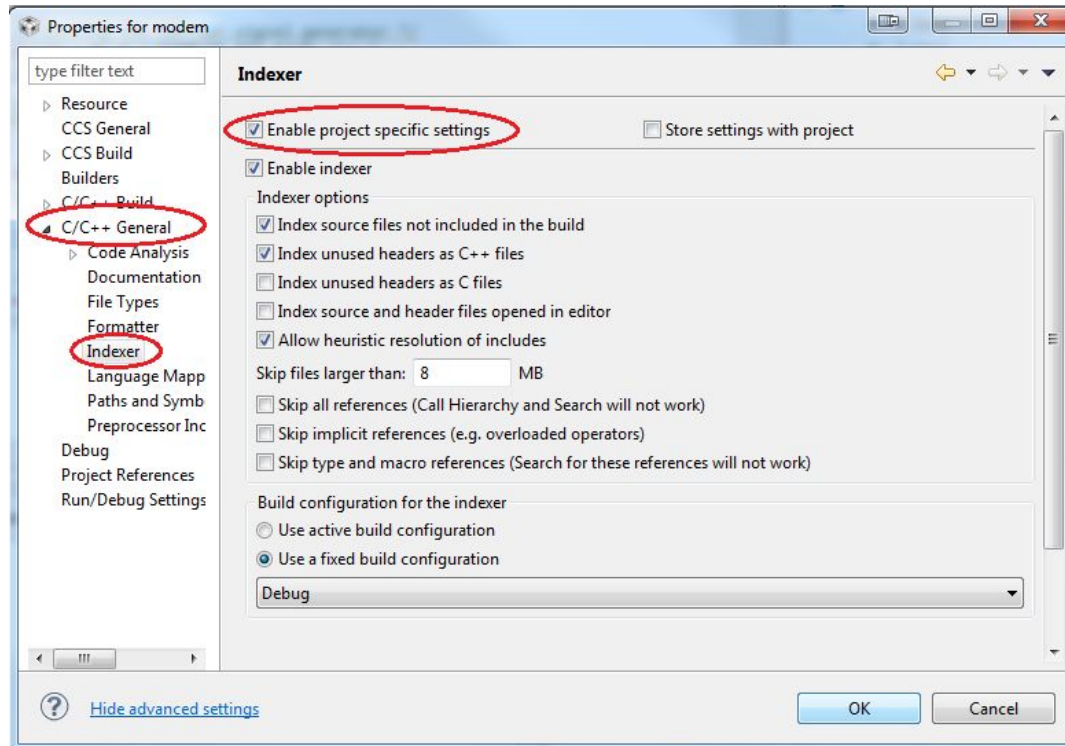 Properties for modem
type filter text
Resource
CCS General
CCS Build
Builders
C/C++ Build
C/C++ General
Code Analysis
Documentation
File Types
Formatter
Indexer
Language Mapp
Paths and Symb
Preprocessor Inc
Debug
Project References
Run/Debug Settings
Indexer
Enable project specific settings
Store settings with project
Enable indexer
Indexer options
Index source files not included in the build
Index unused headers as C++ files
Index unused headers as C files
Index source and header files opened in editor
Allow heuristic resolution of includes
Skip files larger than: 8 MB
Skip all references (Call Hierarchy and Search will not work)
Skip implicit references (e.g. overloaded operators)
Skip type and macro references (Search for these references will not work)
Build configuration for the indexer
Use active build configuration
Use a fixed build configuration
Debug
Hide advanced settings
OK
Cancel